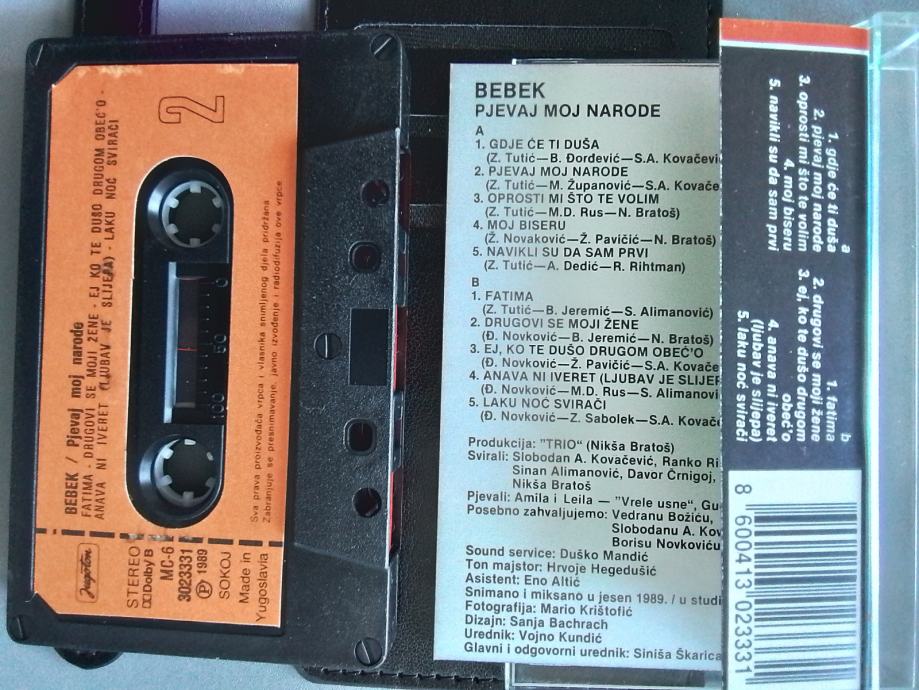 2
BEBEK / Pjevaj moj narode
FATIMA - DRUGOVI SE MOJI ŽENE - EJ KO TE DUŠO DRUGOM OBEĆ'O -
ANAVA NI IVERET (LJUBAV JE SLIJEPA) - LAKU NOĆ SVIRAČI
100 50 0
Sva prava proizvođača vrpce i vlasnika snimljenog djela pridržana.
Zabranjuje se presnimavanje, javno izvođenje i radiodifuzija ove vrpce
Jugoton
STEREO
Dolby B
MC-6
3023331
Ⓟ 1989
SOKOJ
Made in
Yugoslavia
BEBEK
PJEVAJ MOJ NARODE
A
1. GDJE ĆE TI DUŠA
(Z. Tutić—B. Đorđević—S.A. Kovačevi
2. PJEVAJ MOJ NARODE
(Z. Tutić—M. Županović—S.A. Kovače
3. OPROSTI MI ŠTO TE VOLIM
(Z. Tutić—M.D. Rus—N. Bratoš)
4. MOJ BISERU
(Ž. Novaković—Ž. Pavičić—N. Bratoš)
5. NAVIKLI SU DA SAM PRVI
(Z. Tutić—A. Dedić—R. Rihtman)
B
1. FATIMA
(Z. Tutić—B. Jeremić—S. Alimanović)
2. DRUGOVI SE MOJI ŽENE
(Đ. Novković—B. Jeremić—N. Bratoš)
3. EJ, KO TE DUŠO DRUGOM OBEĆ'O
(Đ. Novković—Ž. Pavičić—S.A. Kovače
4. ANAVA NI IVERET (LJUBAV JE SLIJEP
(Đ. Novković—M.D. Rus—S. Alimanovi
5. LAKU NOĆ SVIRAČI
(Đ. Novković—Z. Sabolek—S.A. Kovače
Produkcija: "TRIO" (Nikša Bratoš)
Svirali: Slobodan A. Kovačević, Ranko Ri
Sinan Alimanović, Davor Črnigoj,
Nikša Bratoš
Pjevali: Amila i Leila — "Vrele usne", Gu
Posebno zahvaljujemo: Vedranu Božiću,
Slobodanu A. Kov
Borisu Novkoviću
Sound service: Duško Mandić
Ton majstor: Hrvoje Hegedušić
Asistent: Eno Altić
Snimano i miksano u jesen 1989. / u studi
Fotografija: Mario Krištofić
Dizajn: Sanja Bachrach
Urednik: Vojno Kundić
Glavni i odgovorni urednik: Siniša Škarica
a
1. gdje će ti duša
2. pjevaj moj narode
3. oprosti mi što te volim
4. moj biseru
5. navikli su da sam prvi
b
1. fatima
2. drugovi se moji žene
3. ej, ko te dušo drugom
obeć'o
4. anava ni iveret
(ljubav je slijepa)
5. laku noć svirači
8 600413 023331